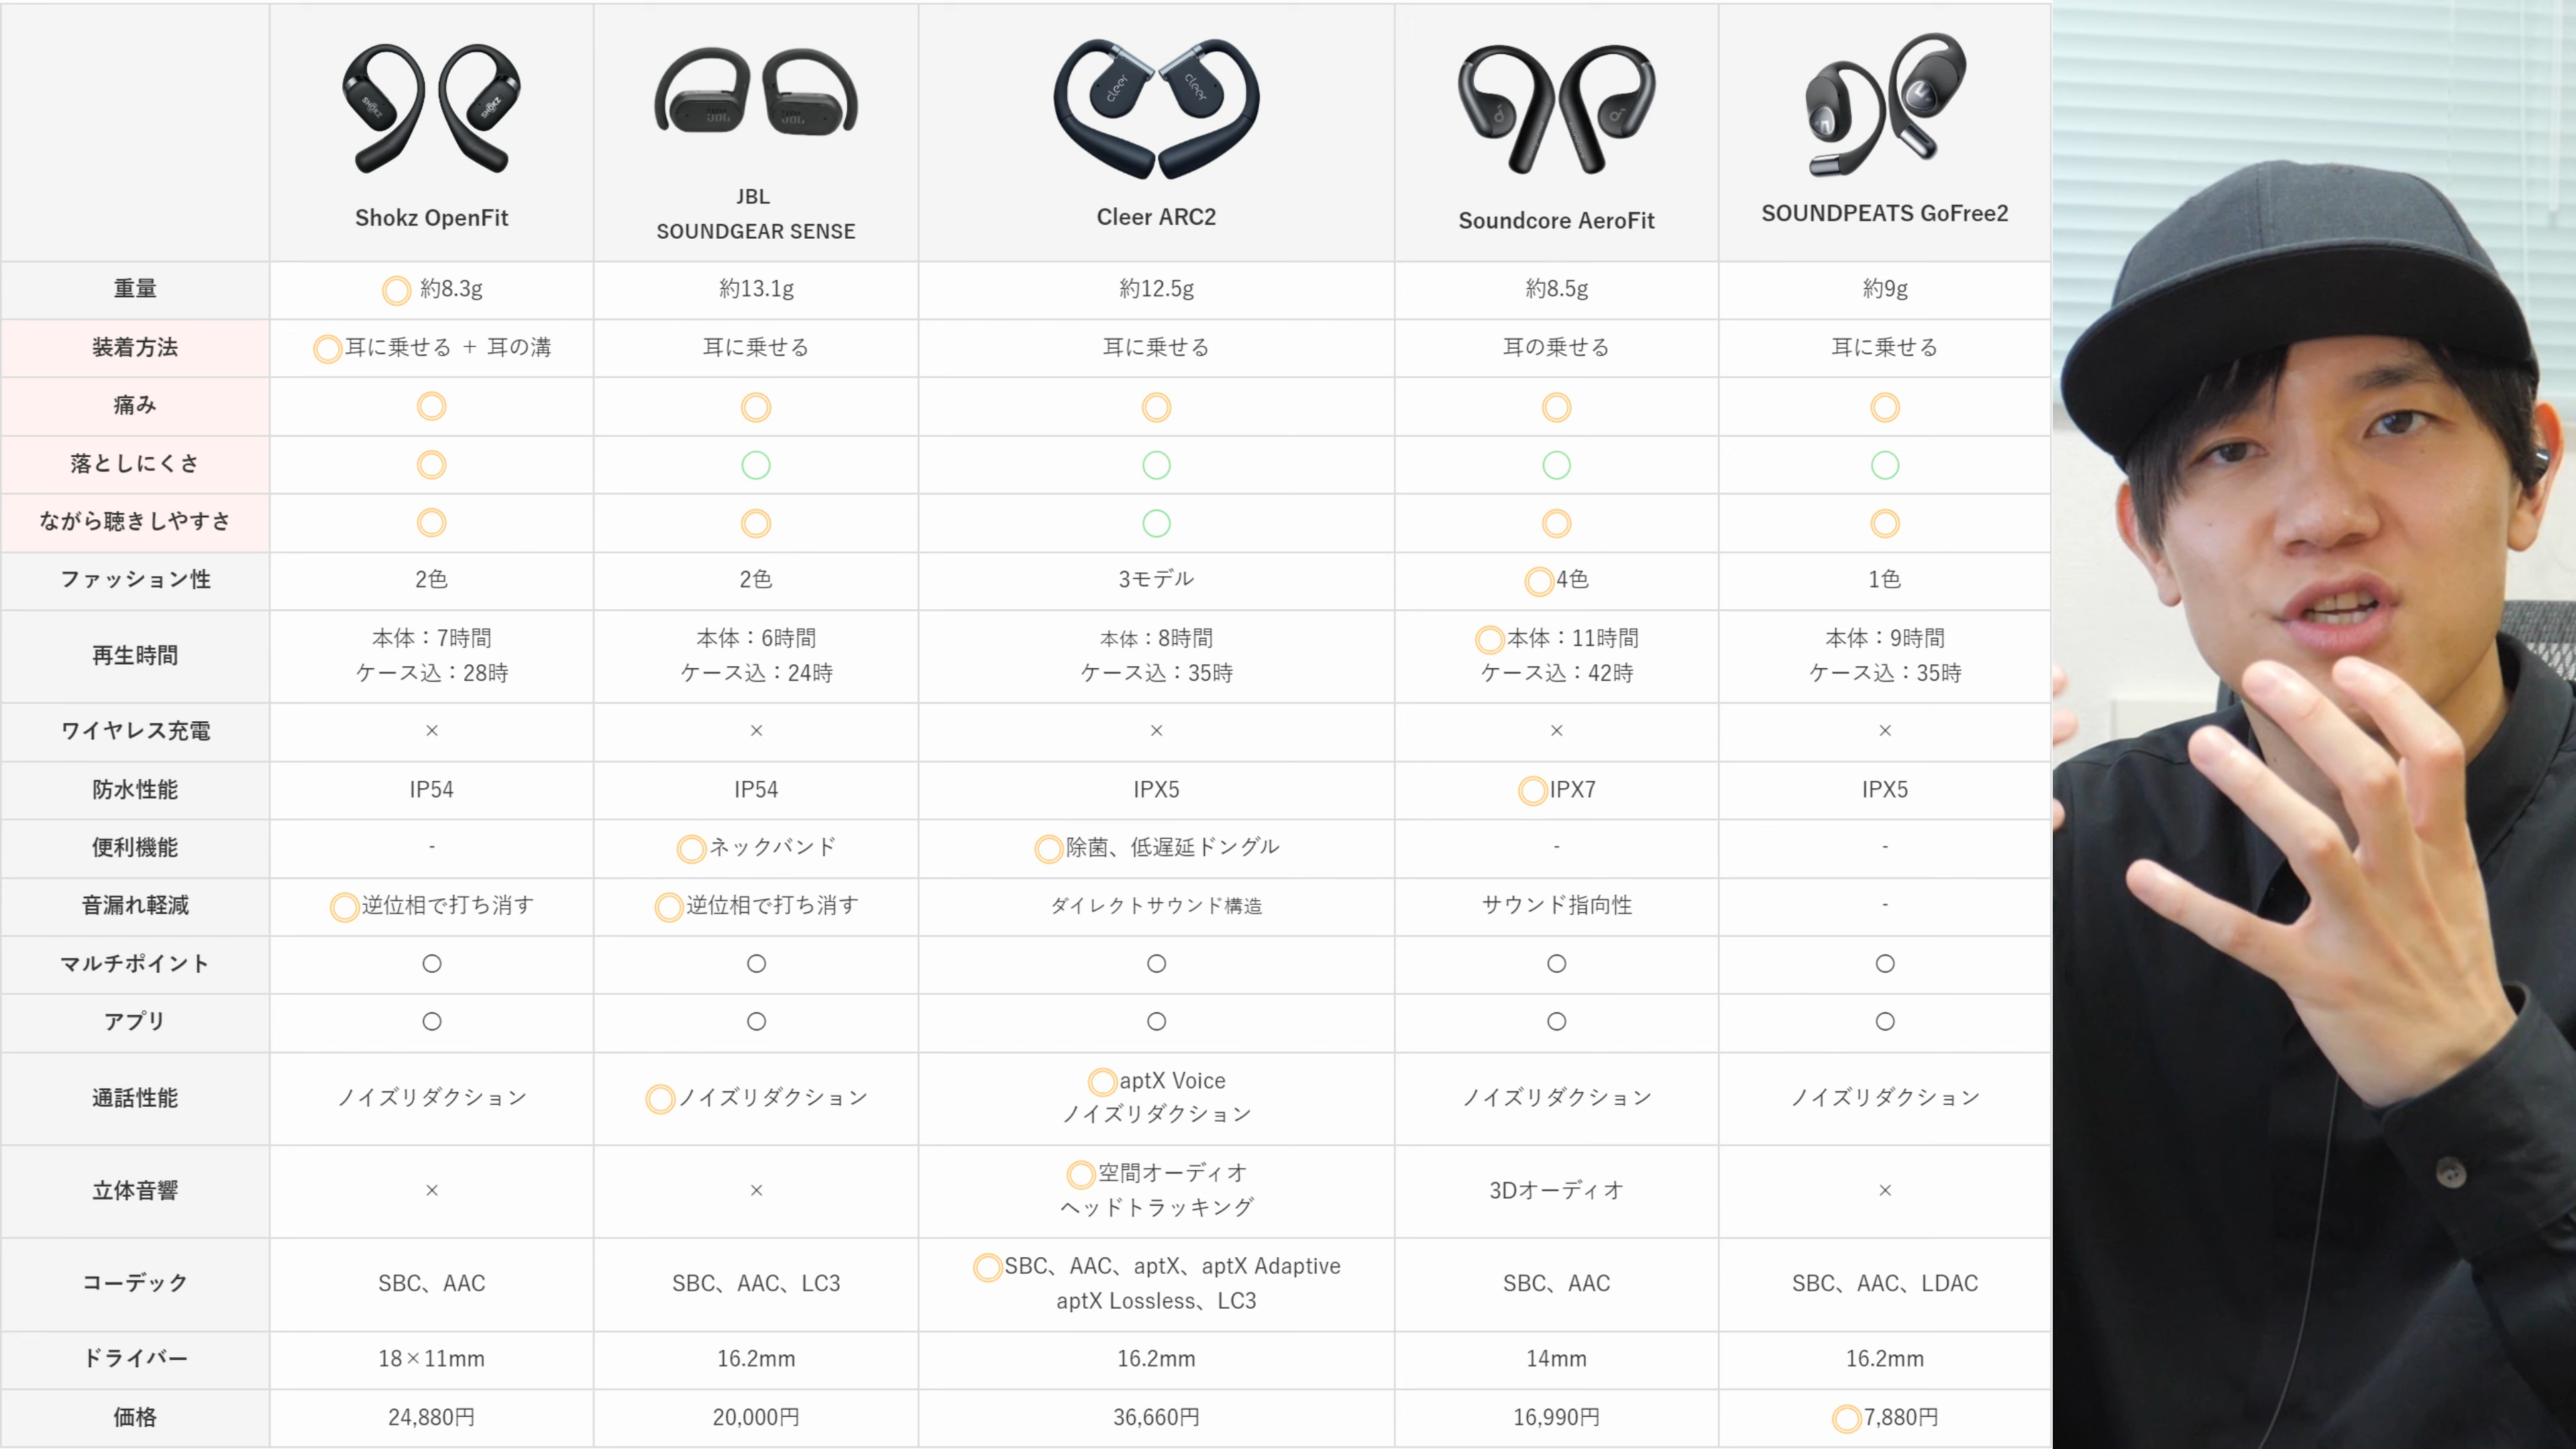 SHOKZ SHOKZ
JBL JBL
cleer cleer
Shokz OpenFit
JBL
SOUNDGEAR SENSE
Cleer ARC2
Soundcore AeroFit
SOUNDPEATS GoFree2
重量 ◎ 約8.3g 約13.1g 約12.5g 約8.5g 約9g
装着方法 ◎耳に乗せる + 耳の溝 耳に乗せる 耳に乗せる 耳の乗せる 耳に乗せる
痛み ◎ ◎ ◎ ◎ ◎
落としにくさ ◎ ○ ○ ○ ○
ながら聴きしやすさ ◎ ◎ ○ ◎ ◎
ファッション性 2色 2色 3モデル ◎4色 1色
再生時間
本体：7時間 本体：6時間 本体：8時間 ◎本体：11時間 本体：9時間
ケース込：28時 ケース込：24時 ケース込：35時 ケース込：42時 ケース込：35時
ワイヤレス充電 × × × × ×
防水性能 IP54 IP54 IPX5 ◎IPX7 IPX5
便利機能 - ◎ネックバンド ◎除菌、低遅延ドングル - -
音漏れ軽減 ◎逆位相で打ち消す ◎逆位相で打ち消す ダイレクトサウンド構造 サウンド指向性 -
マルチポイント ○ ○ ○ ○ ○
アプリ ○ ○ ○ ○ ○
通話性能 ノイズリダクション ◎ノイズリダクション ◎aptX Voice
ノイズリダクション ノイズリダクション ノイズリダクション
立体音響 × × ◎空間オーディオ
ヘッドトラッキング 3Dオーディオ ×
コーデック SBC、AAC SBC、AAC、LC3 ◎SBC、AAC、aptX、aptX Adaptive
aptX Lossless、LC3 SBC、AAC SBC、AAC、LDAC
ドライバー 18×11mm 16.2mm 16.2mm 14mm 16.2mm
価格 24,880円 20,000円 36,660円 16,990円 ◎7,880円